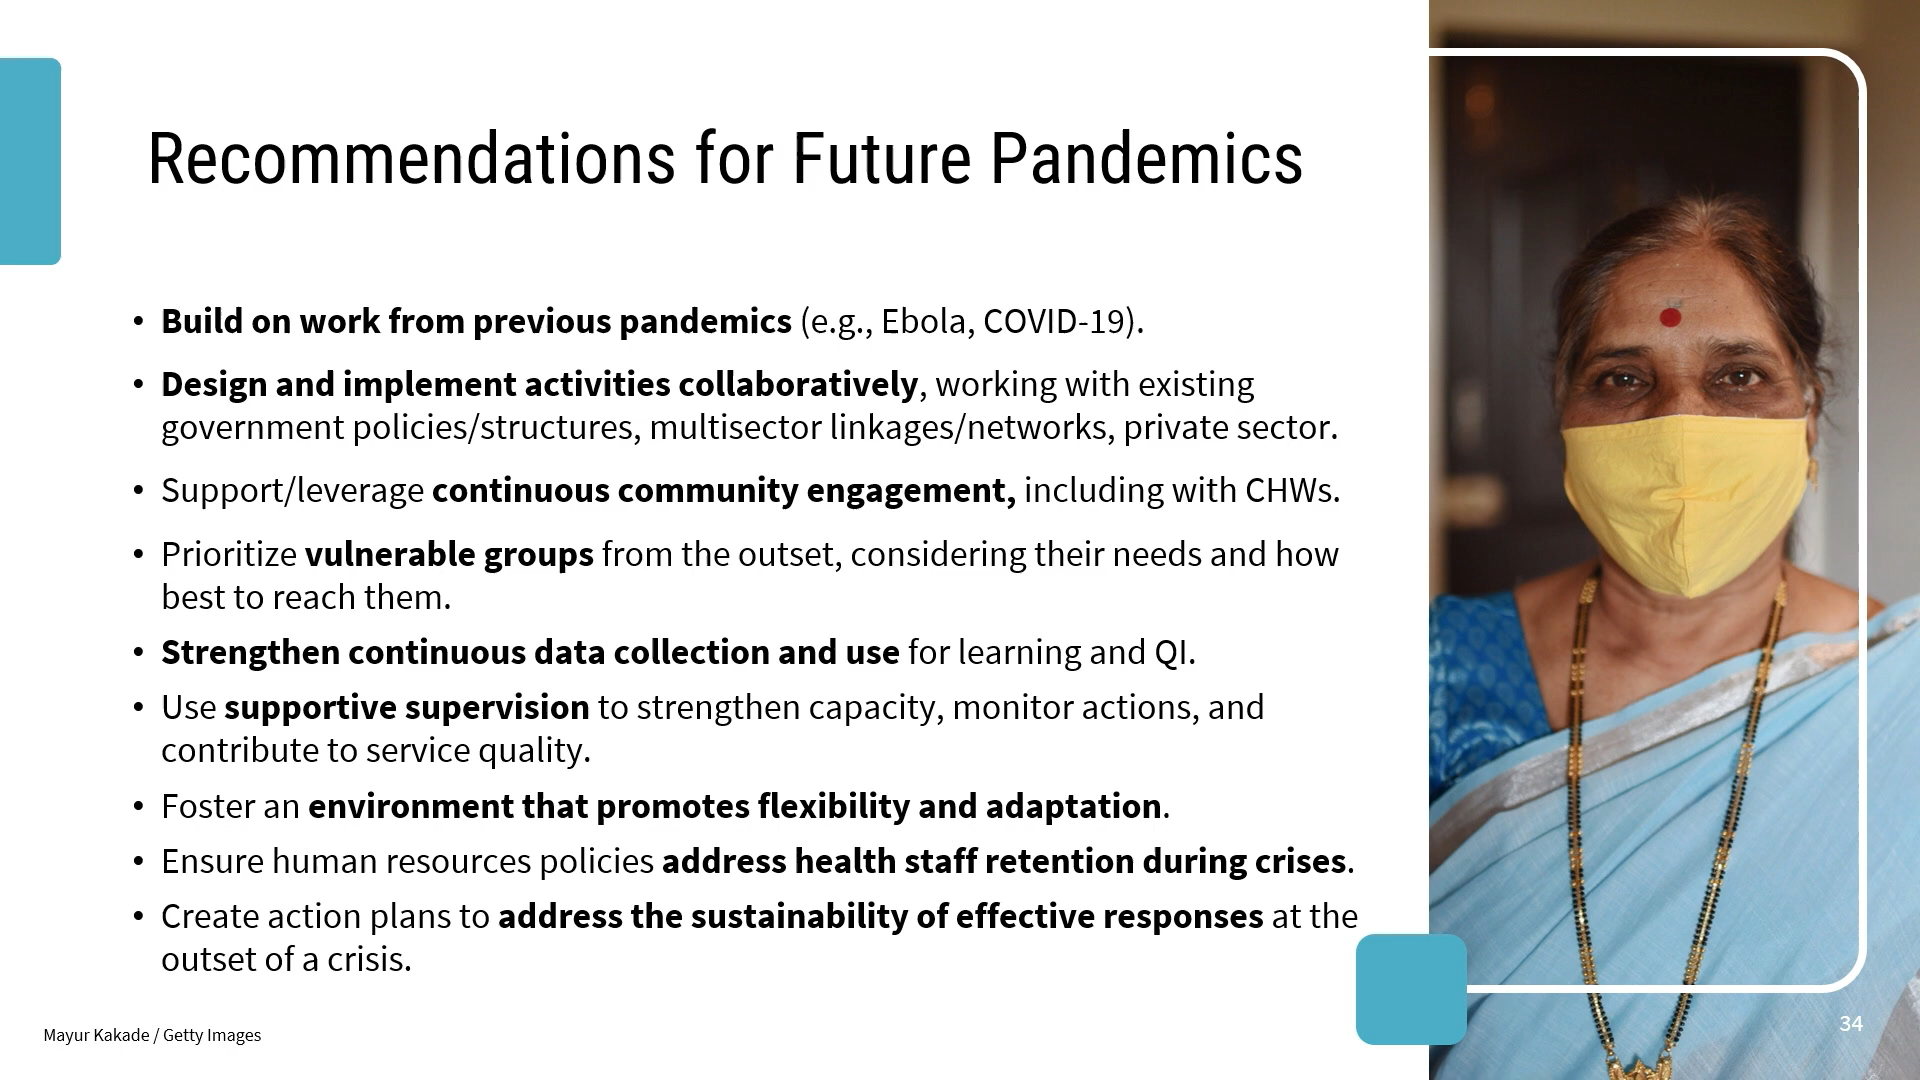 Recommendations for Future Pandemics
• Build on work from previous pandemics (e.g., Ebola, COVID-19).
• Design and implement activities collaboratively, working with existing
government policies/structures, multisector linkages/networks, private sector.
• Support/leverage continuous community engagement, including with CHWs.
• Prioritize vulnerable groups from the outset, considering their needs and how
best to reach them.
• Strengthen continuous data collection and use for learning and QI.
• Use supportive supervision to strengthen capacity, monitor actions, and
contribute to service quality.
• Foster an environment that promotes flexibility and adaptation.
• Ensure human resources policies address health staff retention during crises.
• Create action plans to address the sustainability of effective responses at the
outset of a crisis.
Mayur Kakade / Getty Images
34